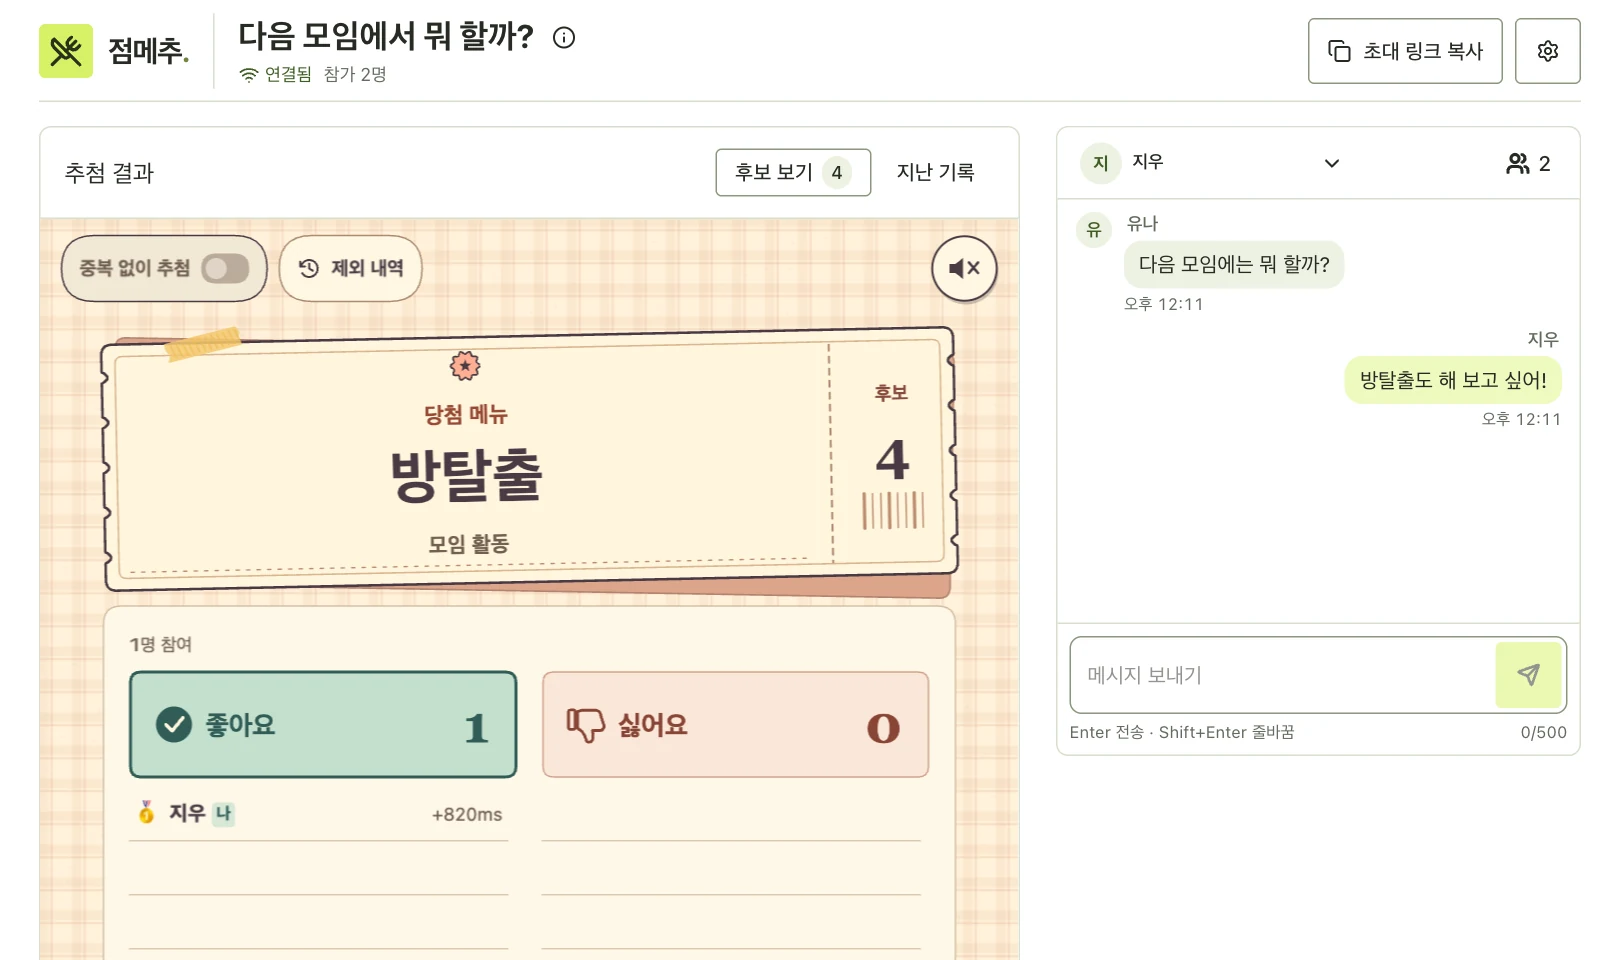 점메추.
다음 모임에서 뭐 할까?
연결됨 참가 2명
초대 링크 복사
추첨 결과
후보 보기 4
지난 기록
중복 없이 추첨
제외 내역
당첨 메뉴
방탈출
모임 활동
후보
4
1명 참여
좋아요 1
싫어요 0
지우 나 +820ms
지 지우
2
유 유나
다음 모임에는 뭐 할까?
오후 12:11
지우
방탈출도 해 보고 싶어!
오후 12:11
메시지 보내기
Enter 전송 · Shift+Enter 줄바꿈 0/500